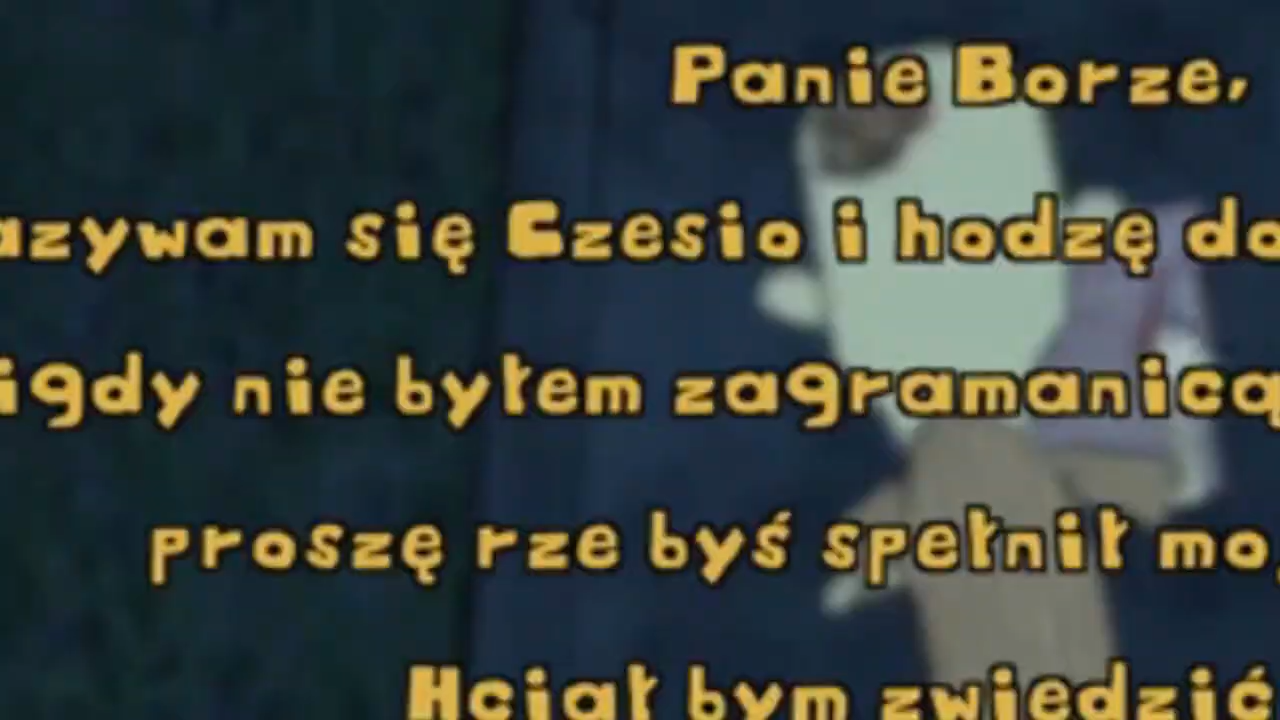 Panie Borze,
azywam się Czesio i hodzę do
igdy nie byłem zagramanicą
proszę rze byś spełnił mo
Hciał bym zwiedzić